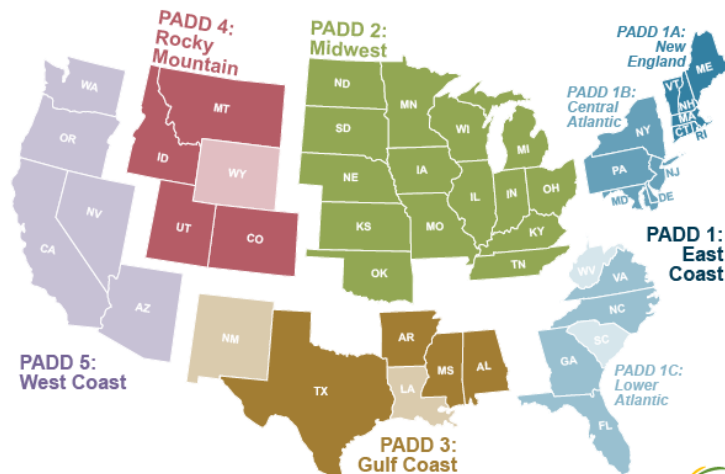 PADD 4:
Rocky
Mountain
PADD 2:
Midwest
PADD 1A:
New
England
PADD 1B:
Central
Atlantic
WA
OR
CA
NV
AZ
MT
ID
WY
UT
CO
ND
SD
NE
KS
OK
MN
IA
MO
WI
IL
MI
IN
OH
KY
TN
ME
VT
NH
MA
CT
RI
NY
PA
NJ
MD
DE
PADD 1:
East
Coast
WV
VA
NC
SC
GA
FL
PADD 1C:
Lower
Atlantic
PADD 5:
West Coast
NM
TX
AR
LA
MS
AL
PADD 3:
Gulf Coast